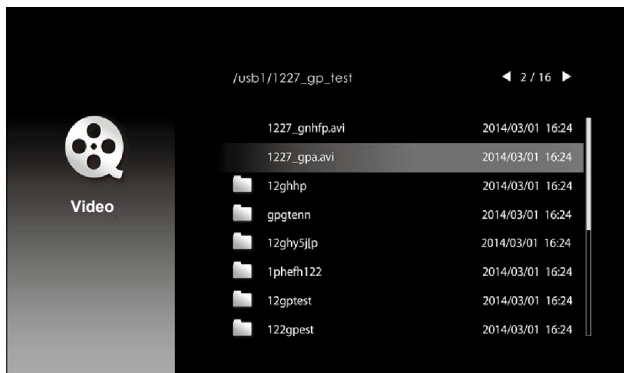 /usb1/1227_gp_test ◀ 2 / 16 ▶
1227_gnhfp.avi 2014/03/01 16:24
1227_gpa.avi 2014/03/01 16:24
12ghhp 2014/03/01 16:24
Video
gpgtenn 2014/03/01 16:24
12ghy5j[p 2014/03/01 16:24
1phefh122 2014/03/01 16:24
12gptest 2014/03/01 16:24
122gpest 2014/03/01 16:24